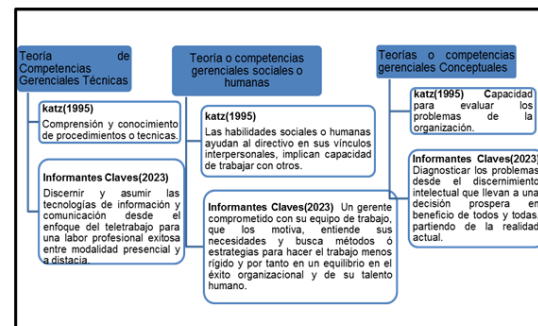 Teoría de
Competencias
Gerenciales Técnicas
katz(1995)
Comprensión y conocimiento
de procedimientos o tecnicas.
Informantes Claves(2023)
Discernir y asumir las
tecnologías de información y
comunicación desde el
enfoque del teletrabajo para
una labor profesional exitosa
entre modalidad presencial y
a distacia.
Teoría o competencias
gerenciales sociales o
humanas
katz(1995)
Las habilidades sociales o humanas
ayudan al directivo en sus vínculos
interpersonales, implican capacidad
de trabajar con otros.
Informantes Claves(2023) Un gerente
comprometido con su equipo de trabajo,
que los motiva, entiende sus
necesidades y busca métodos ó
estrategias para hacer el trabajo menos
rígido y por tanto en un equilibrio en el
éxito organizacional y de su talento
humano.
Teorías o competencias
gerenciales Conceptuales
katz(1995) Capacidad
para evaluar los
problemas de la
organización.
Informantes Claves(2023)
Diagnosticar los problemas
desde el discernimiento
intelectual que llevan a una
decisión prospera en
beneficio de todos y todas,
partiendo de la realidad
actual.